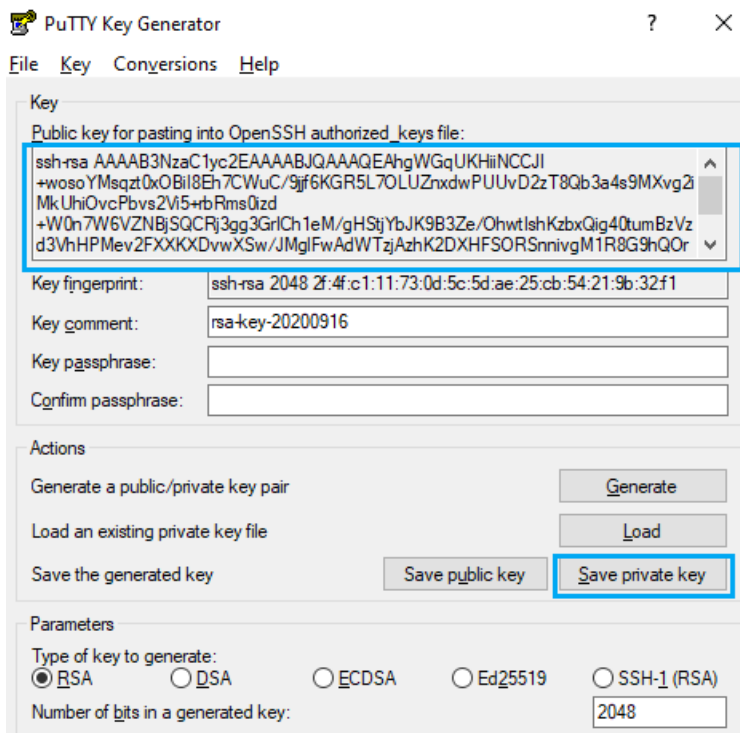 PuTTY Key Generator
?
File Key Conversions Help
Key
Public key for pasting into OpenSSH authorized_keys file:
ssh-rsa AAAAB3NzaC1yc2EAAAABJQAAAQEAhgWGqUKHiiNCCJI
+wosoYMsqzt0xOBiI8Eh7CWuC/9jjf6KGR5L7OLUZnxdwPUUvD2zT8Qb3a4s9MXvg2i
MkUhiOvcPbvs2Vi5+rbRms0izd
+W0n7W6VZNBjSQCRj3gg3GrlCh1eM/gHStjYbJK9B3Ze/OhwtIshKzbxQig40tumBzVz
d3VhHPMev2FXXKXDvwXSw/JMglFwAdWTzjAzhK2DXHFSORSnnivgM1R8G9hQOr
Key fingerprint: ssh-rsa 2048 2f:4f:c1:11:73:0d:5c:5d:ae:25:cb:54:21:9b:32:f1
Key comment: rsa-key-20200916
Key passphrase:
Confirm passphrase:
Actions
Generate a public/private key pair Generate
Load an existing private key file Load
Save the generated key Save public key Save private key
Parameters
Type of key to generate:
RSA DSA ECDSA Ed25519 SSH-1 (RSA)
Number of bits in a generated key: 2048